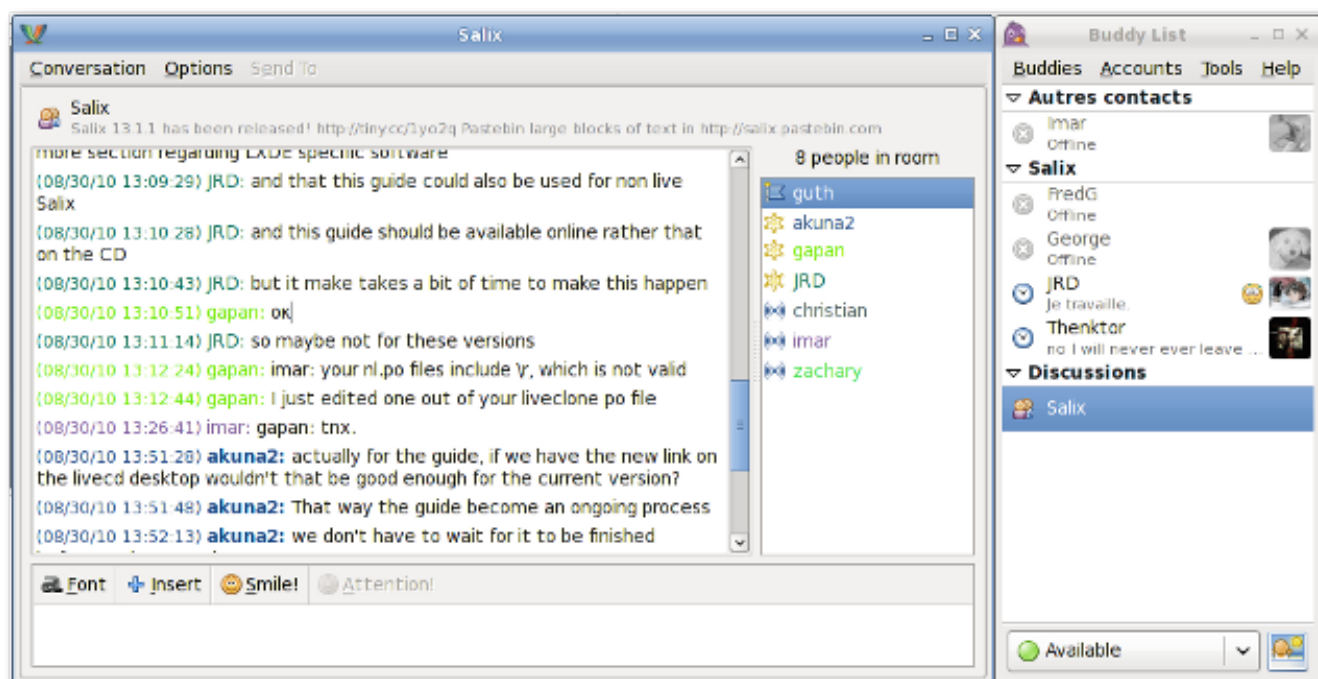 Salix
Conversation Options Send To
Salix
Salix 13.1.1 has been released! http://tinycc/1yo2q Pastebin large blocks of text in http://salix.pastebin.com
more section regarding LXDE specific software
(08/30/10 13:09:29) JRD: and that this guide could also be used for non live
Salix
(08/30/10 13:10:28) JRD: and this guide should be available online rather that
on the CD
(08/30/10 13:10:43) JRD: but it make takes a bit of time to make this happen
(08/30/10 13:10:51) gapan: ok
(08/30/10 13:11:14) JRD: so maybe not for these versions
(08/30/10 13:12:24) gapan: imar: your nl.po files include \r, which is not valid
(08/30/10 13:12:44) gapan: I just edited one out of your liveclone po file
(08/30/10 13:26:41) imar: gapan: tnx.
(08/30/10 13:51:28) akuna2: actually for the guide, if we have the new link on
the livecd desktop wouldn't that be good enough for the current version?
(08/30/10 13:51:48) akuna2: That way the guide become an ongoing process
(08/30/10 13:52:13) akuna2: we don't have to wait for it to be finished
8 people in room
guth
akuna2
gapan
JRD
christian
imar
zachary
Font Insert Smile! Attention!
Buddy List
Buddies Accounts Tools Help
Autres contacts
Imar
Offline
Salix
FredG
Offline
George
Offline
JRD
Je travaille.
Thenktor
no I will never ever leave ...
Discussions
Salix
Available